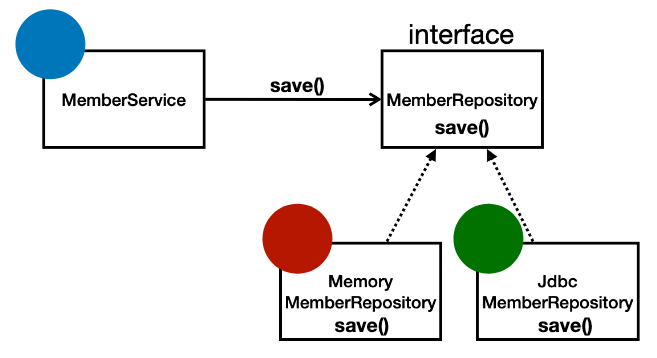 interface
MemberService
save()
MemberRepository
save()
Memory
MemberRepository
save()
Jdbc
MemberRepository
save()